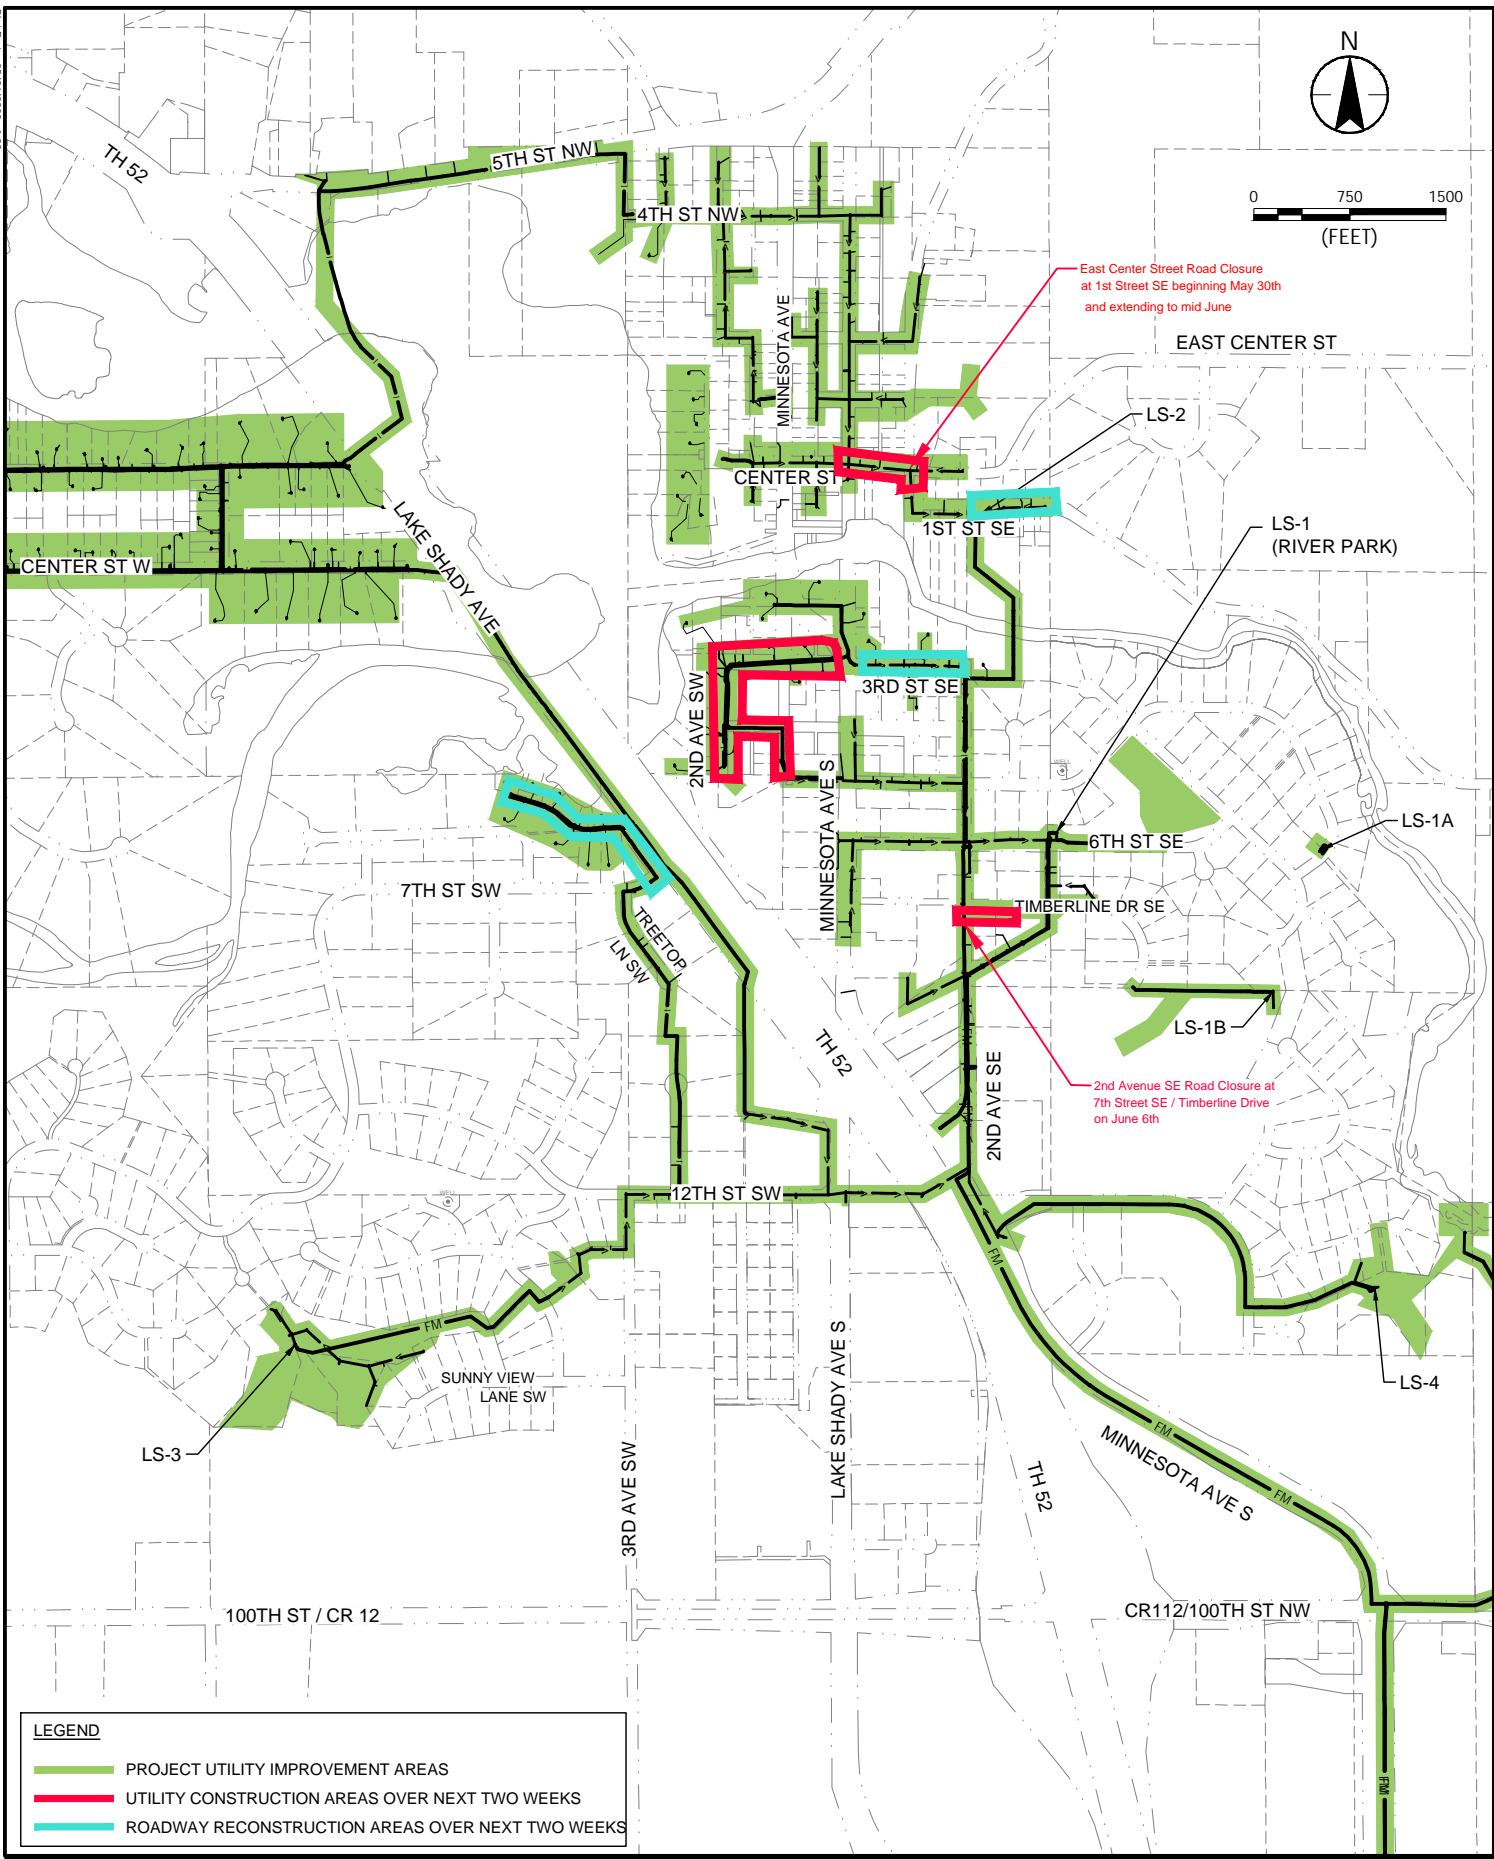 N
0 750 1500
(FEET)
TH 52
5TH ST NW
4TH ST NW
East Center Street Road Closure
at 1st Street SE beginning May 30th
and extending to mid June
EAST CENTER ST
MINNESOTA AVE
LS-2
CENTER ST
1ST ST SE
LS-1
(RIVER PARK)
LAKE SHADY AVE
CENTER ST W
3RD ST SE
2ND AVE SW
WELL
MINNESOTA AVE S
LS-1A
6TH ST SE
7TH ST SW
TIMBERLINE DR SE
TREETOP
LN SW
LS-1B
TH 52
2ND AVE SE
2nd Avenue SE Road Closure at
7th Street SE / Timberline Drive
on June 6th
WELL
12TH ST SW
FM
FM
SUNNY VIEW
LANE SW
LS-4
LS-3
LAKE SHADY AVE S
3RD AVE SW
FM
MINNESOTA AVE S
TH 52
FM
100TH ST / CR 12
CR112/100TH ST NW
FM
LEGEND
PROJECT UTILITY IMPROVEMENT AREAS
UTILITY CONSTRUCTION AREAS OVER NEXT TWO WEEKS
ROADWAY RECONSTRUCTION AREAS OVER NEXT TWO WEEKS